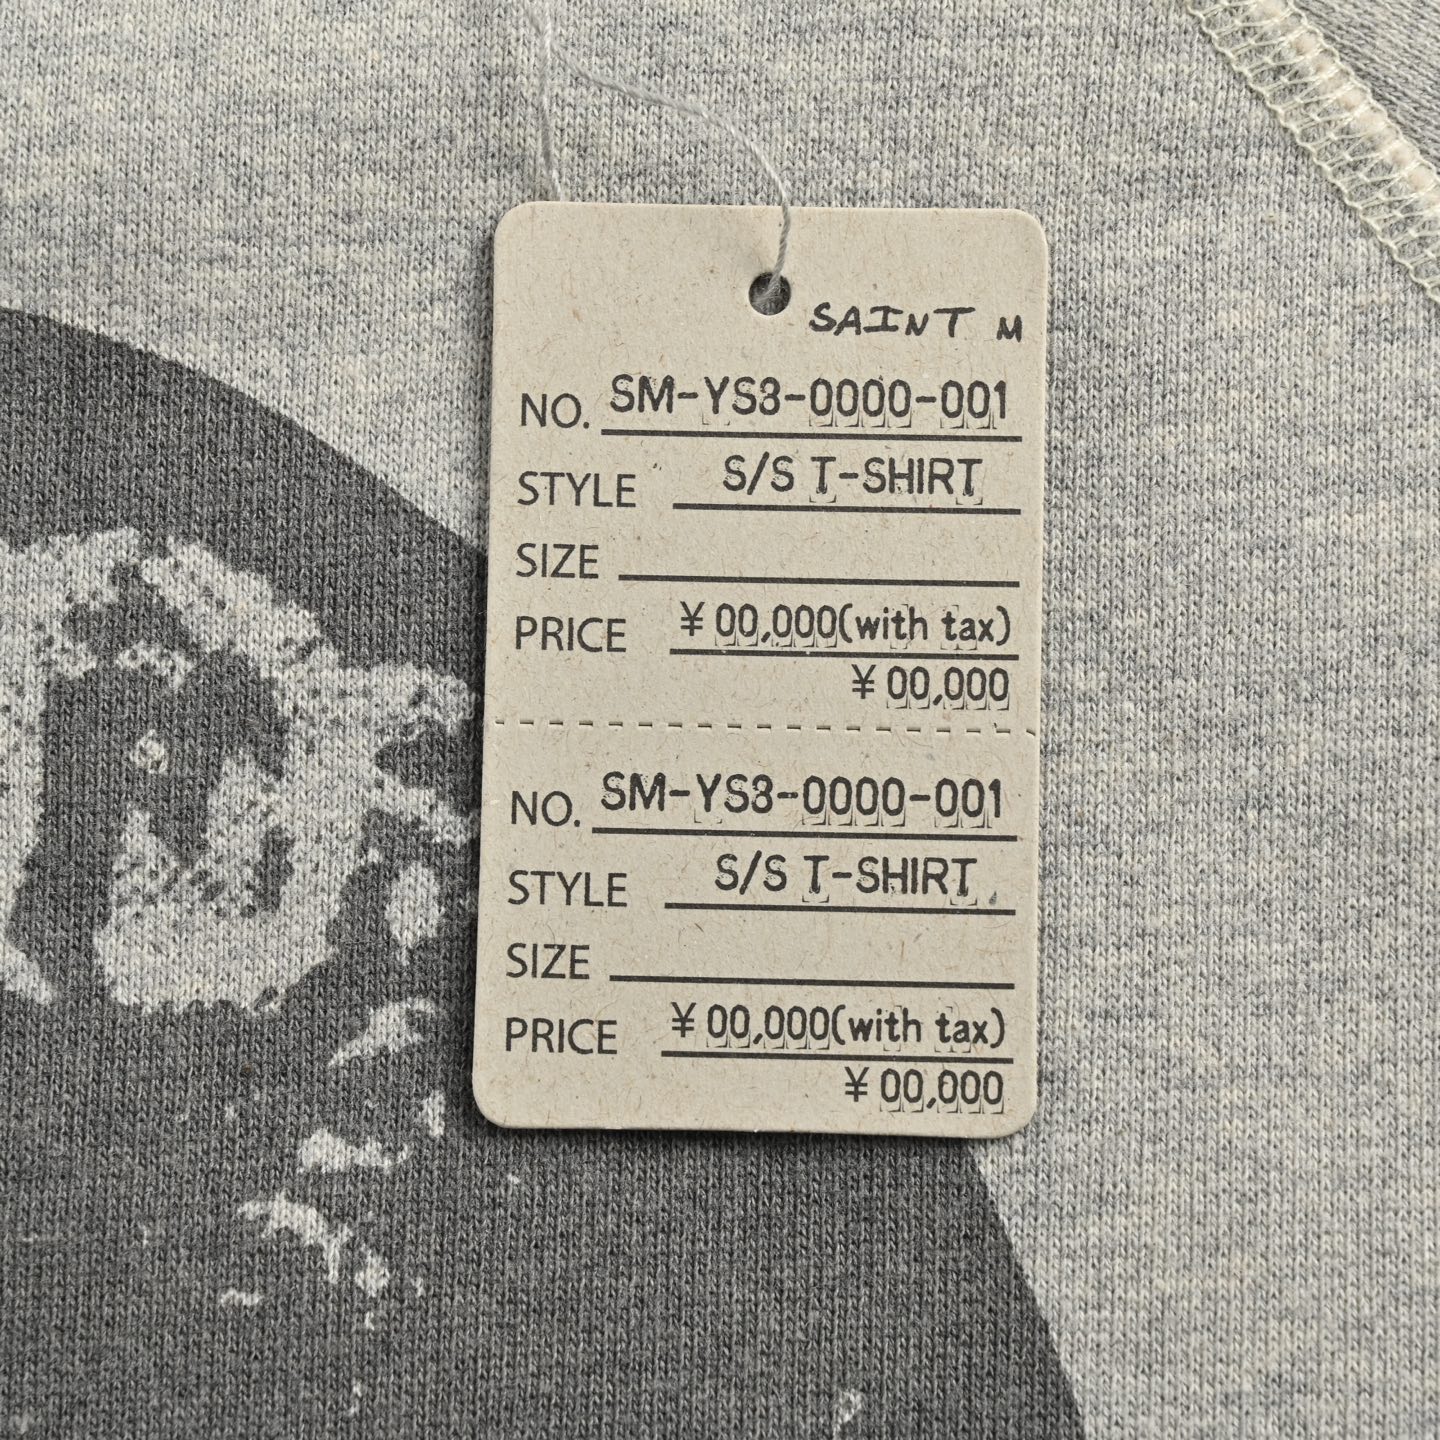 SAINT M
NO. SM-YS3-0000-001
STYLE S/S T-SHIRT
SIZE
PRICE ¥00,000(with tax)
¥00,000
NO. SM-YS3-0000-001
STYLE S/S T-SHIRT
SIZE
PRICE ¥00,000(with tax)
¥00,000